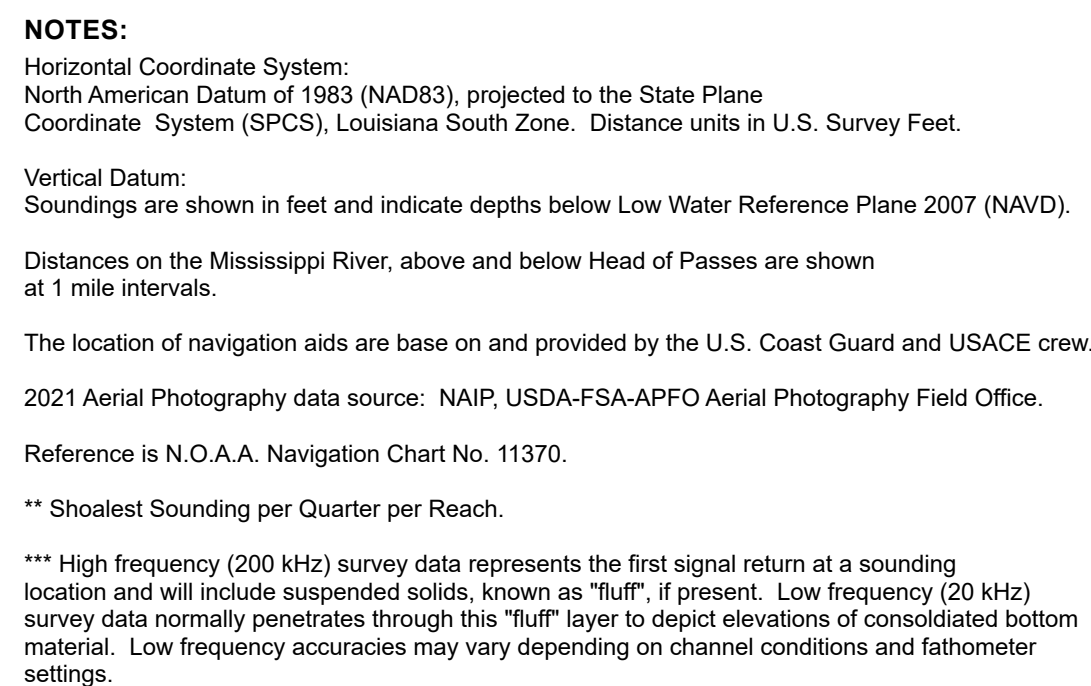 NOTES:
Horizontal Coordinate System:
North American Datum of 1983 (NAD83), projected to the State Plane
Coordinate  System (SPCS), Louisiana South Zone.  Distance units in U.S. Survey Feet.
Vertical Datum:
Soundings are shown in feet and indicate depths below Low Water Reference Plane 2007 (NAVD).
Distances on the Mississippi River, above and below Head of Passes are shown
at 1 mile intervals.
The location of navigation aids are base on and provided by the U.S. Coast Guard and USACE crew.
2021 Aerial Photography data source:  NAIP, USDA-FSA-APFO Aerial Photography Field Office.
Reference is N.O.A.A. Navigation Chart No. 11370.
** Shoalest Sounding per Quarter per Reach.
*** High frequency (200 kHz) survey data represents the first signal return at a sounding
location and will include suspended solids, known as "fluff", if present.  Low frequency (20 kHz)
survey data normally penetrates through this "fluff" layer to depict elevations of consoldiated bottom
material.  Low frequency accuracies may vary depending on channel conditions and fathometer
settings.